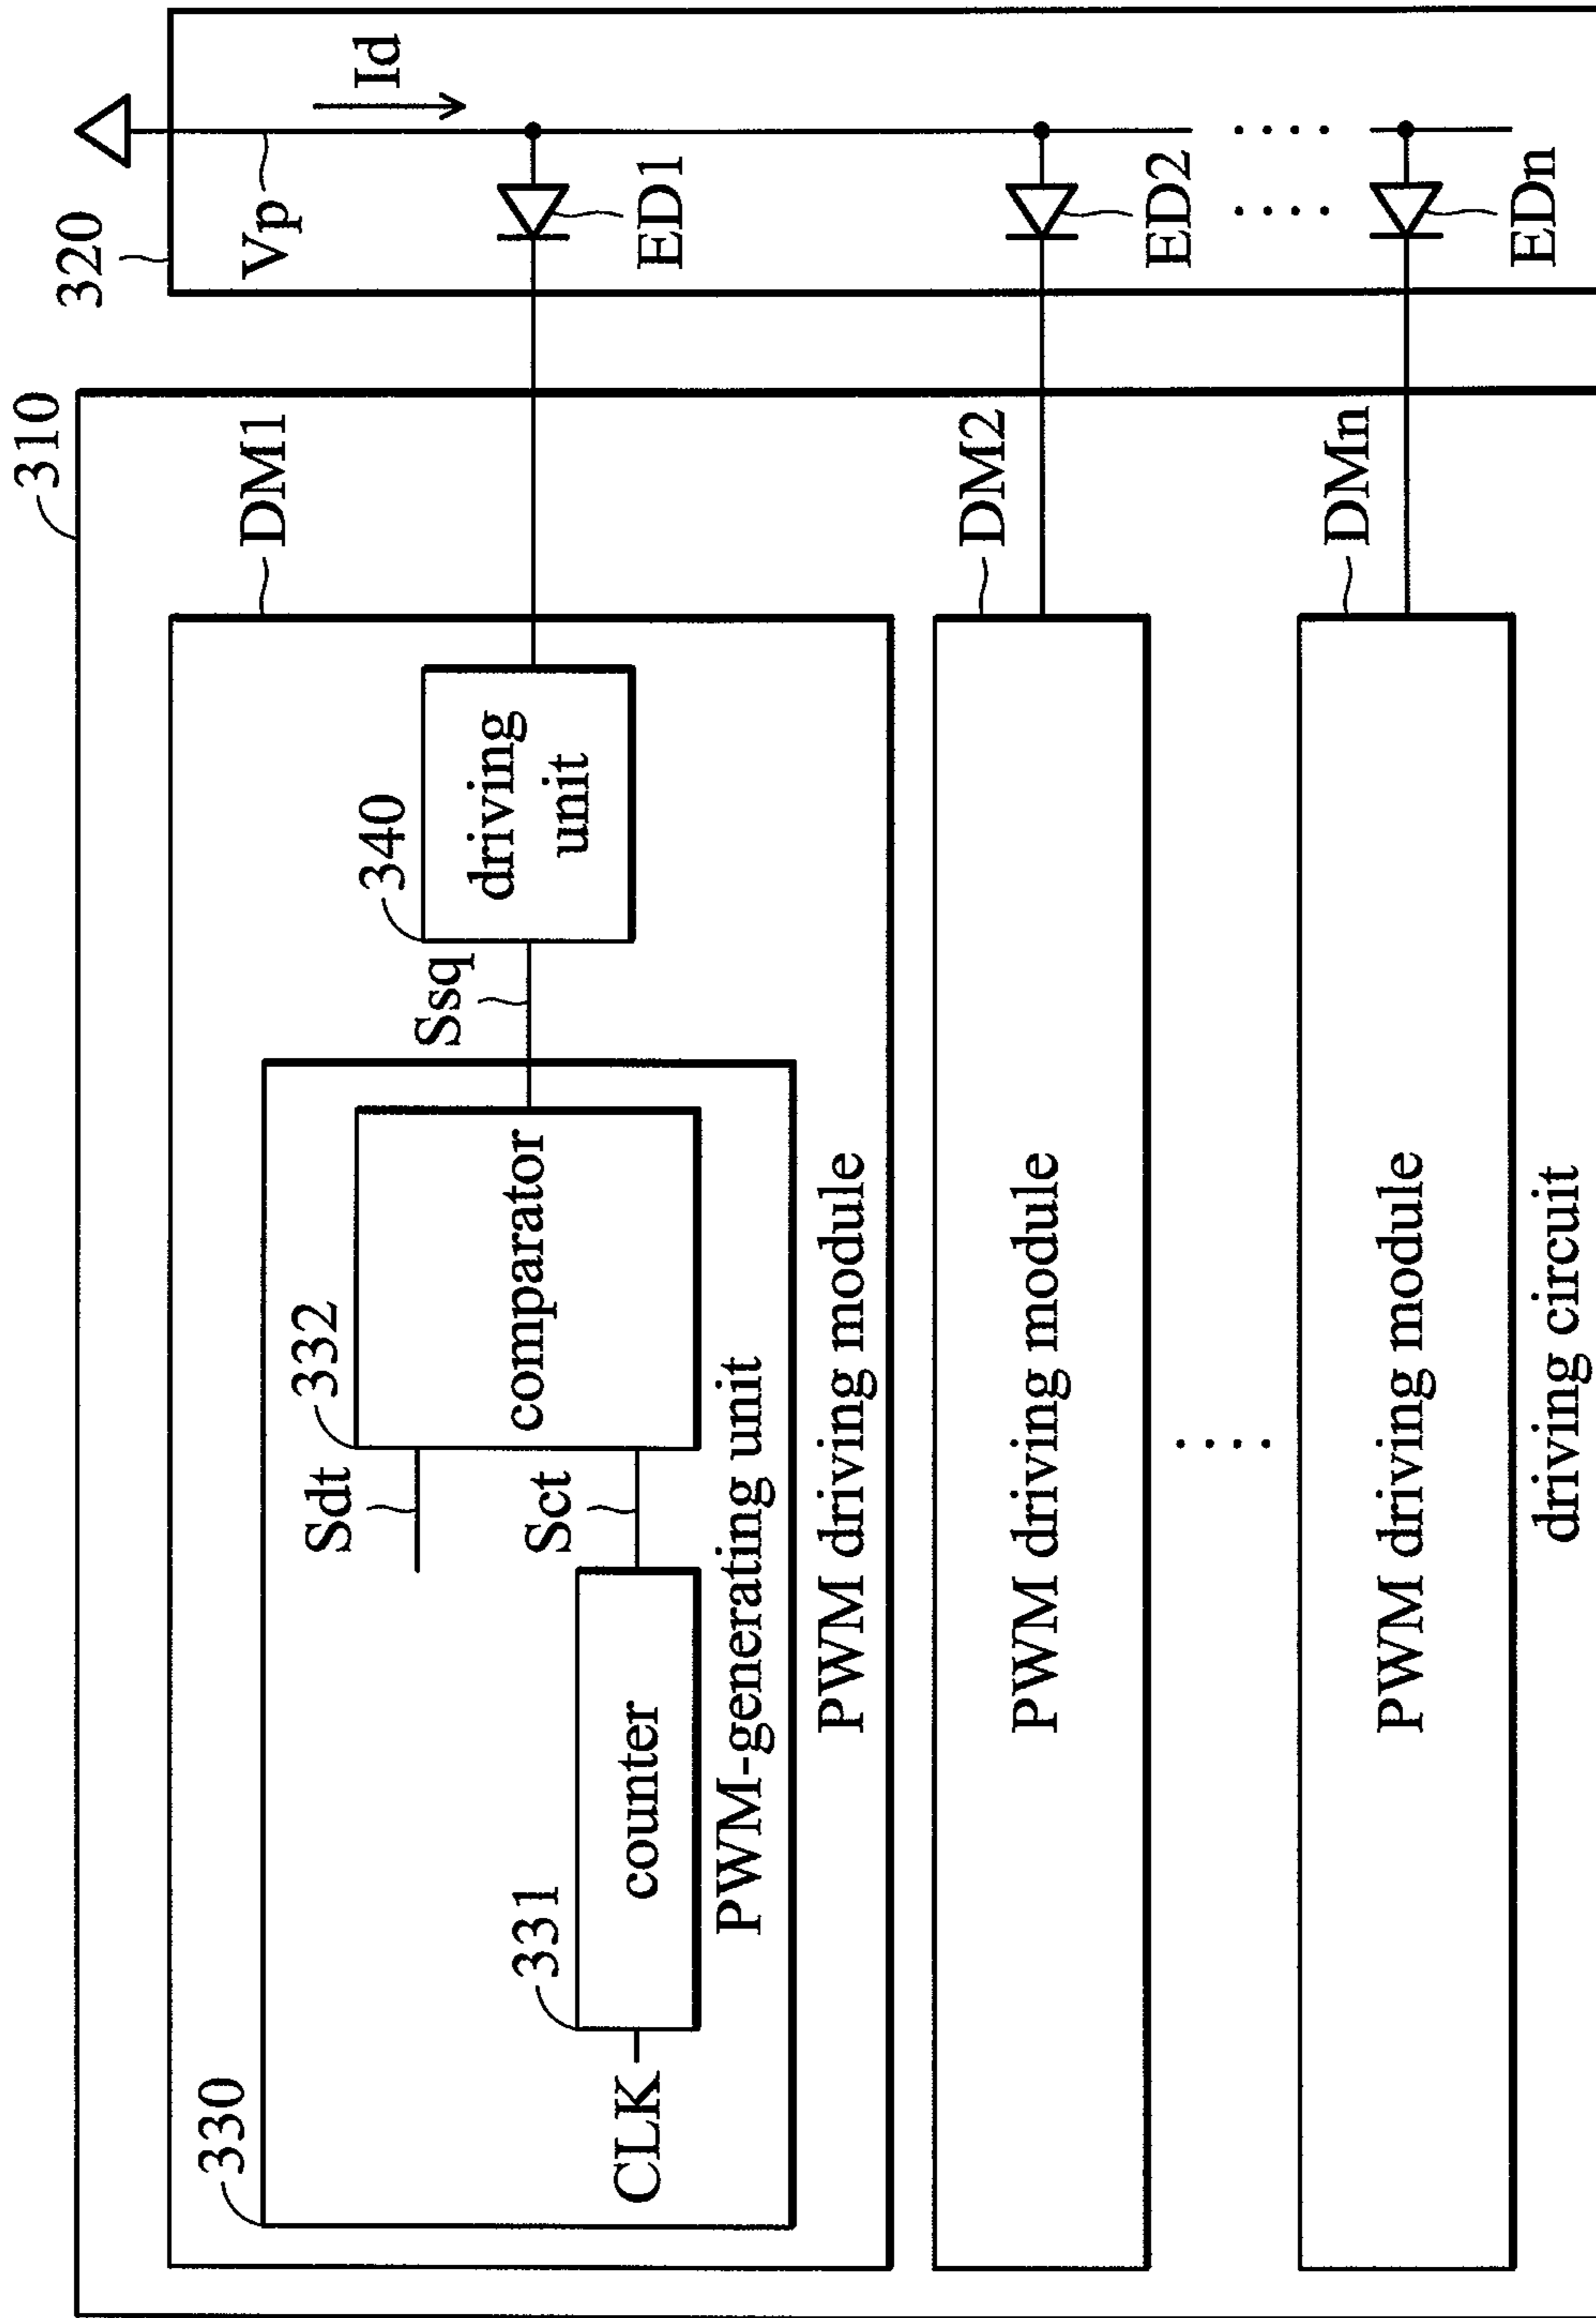 310
320
Vp
Id
DM1
330
340
332
Sdt
Ssq
driving
unit
comparator
ED1
331
Sct
CLK
counter
PWM-generating unit
PWM driving module
DM2
ED2
PWM driving module
....
....
....
DMn
EDn
PWM driving module
driving circuit